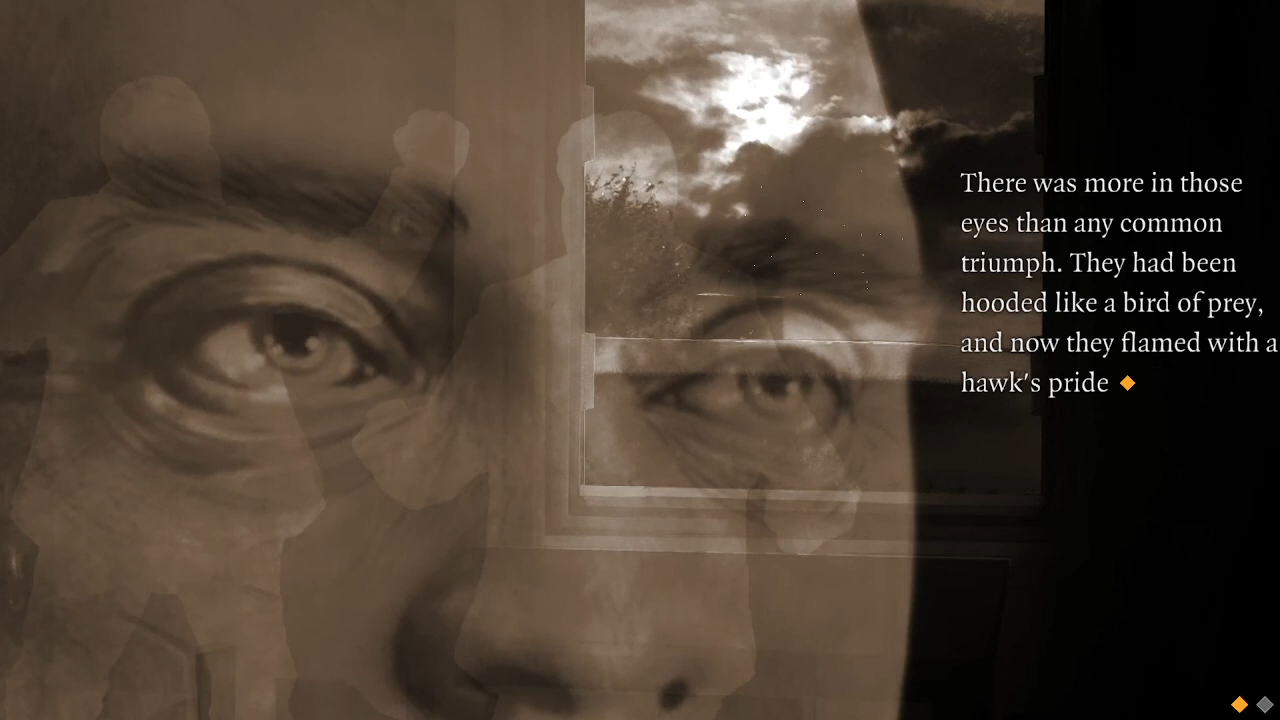 There was more in those
eyes than any common
triumph. They had been
hooded like a bird of prey,
and now they flamed with a
hawk's pride